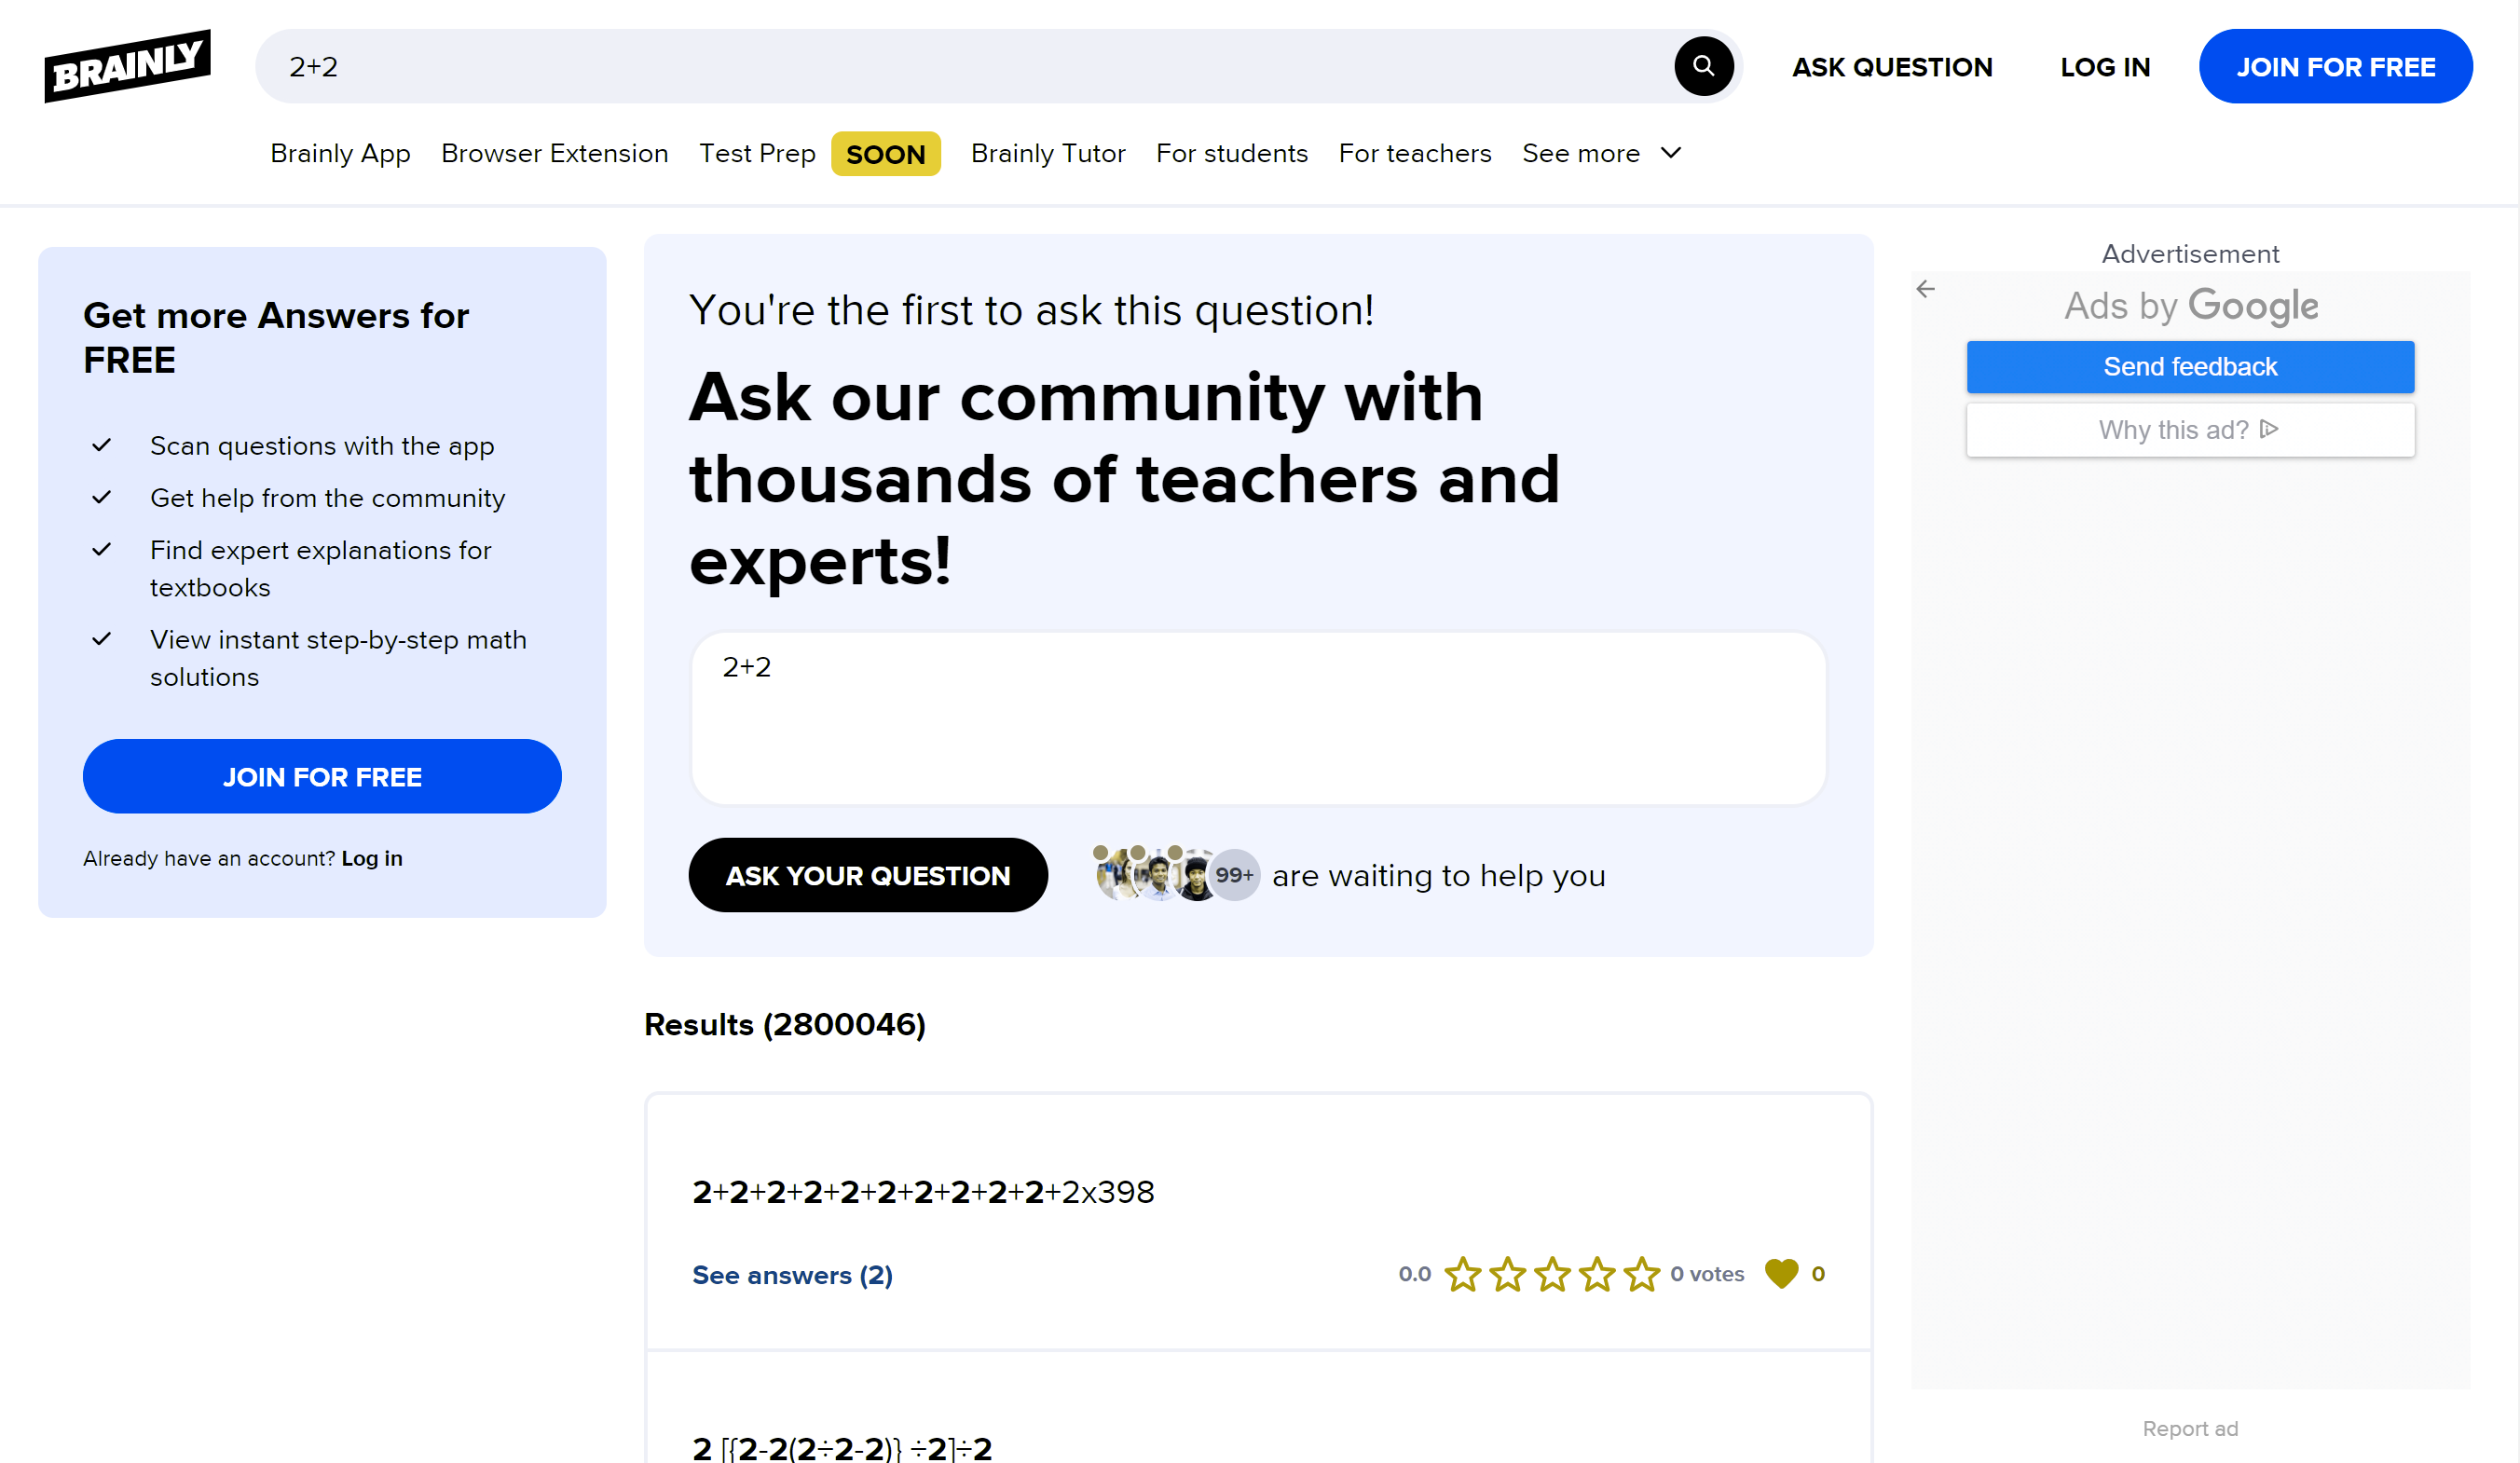 BRAINLY
2+2
ASK QUESTION
LOG IN
JOIN FOR FREE
Brainly App
Browser Extension
Test Prep
SOON
Brainly Tutor
For students
For teachers
See more
Get more Answers for
FREE
Scan questions with the app
Get help from the community
Find expert explanations for
textbooks
View instant step-by-step math
solutions
JOIN FOR FREE
Already have an account? Log in
You're the first to ask this question!
Ask our community with
thousands of teachers and
experts!
2+2
ASK YOUR QUESTION
99+
are waiting to help you
Results (2800046)
2+2+2+2+2+2+2+2+2+2+2x398
See answers (2)
0.0
0 votes
0
2 [{2-2(2÷2-2)} ÷2]÷2
Advertisement
Ads by Google
Send feedback
Why this ad?
Report ad